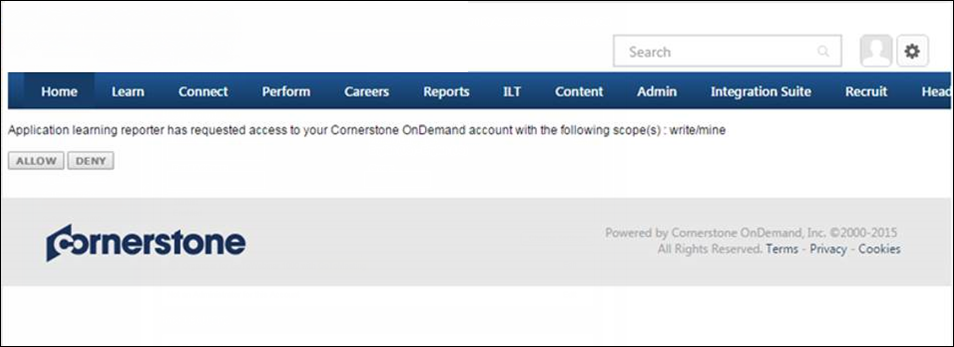 Search
Home Learn Connect Perform Careers Reports ILT Content Admin Integration Suite Recruit Head
Application learning reporter has requested access to your Cornerstone OnDemand account with the following scope(s) : write/mine
ALLOW DENY
cornerstone
Powered by Cornerstone OnDemand, Inc. ©2000-2015
All Rights Reserved. Terms - Privacy - Cookies